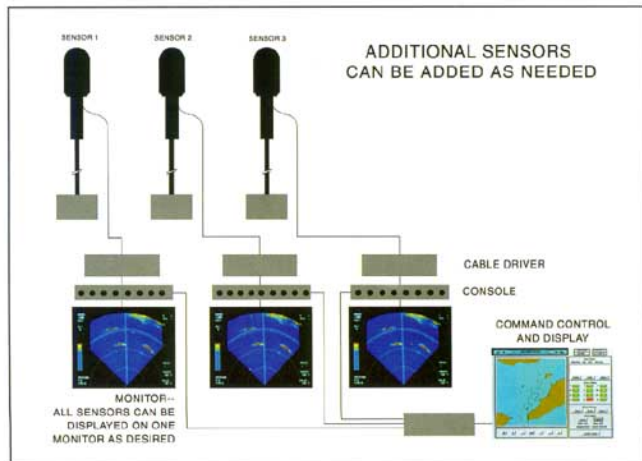 SENSOR 1
SENSOR 2
SENSOR 3
ADDITIONAL SENSORS
CAN BE ADDED AS NEEDED
CABLE DRIVER
CONSOLE
COMMAND CONTROL
AND DISPLAY
MONITOR--
ALL SENSORS CAN BE
DISPLAYED ON ONE
MONITOR AS DESIRED